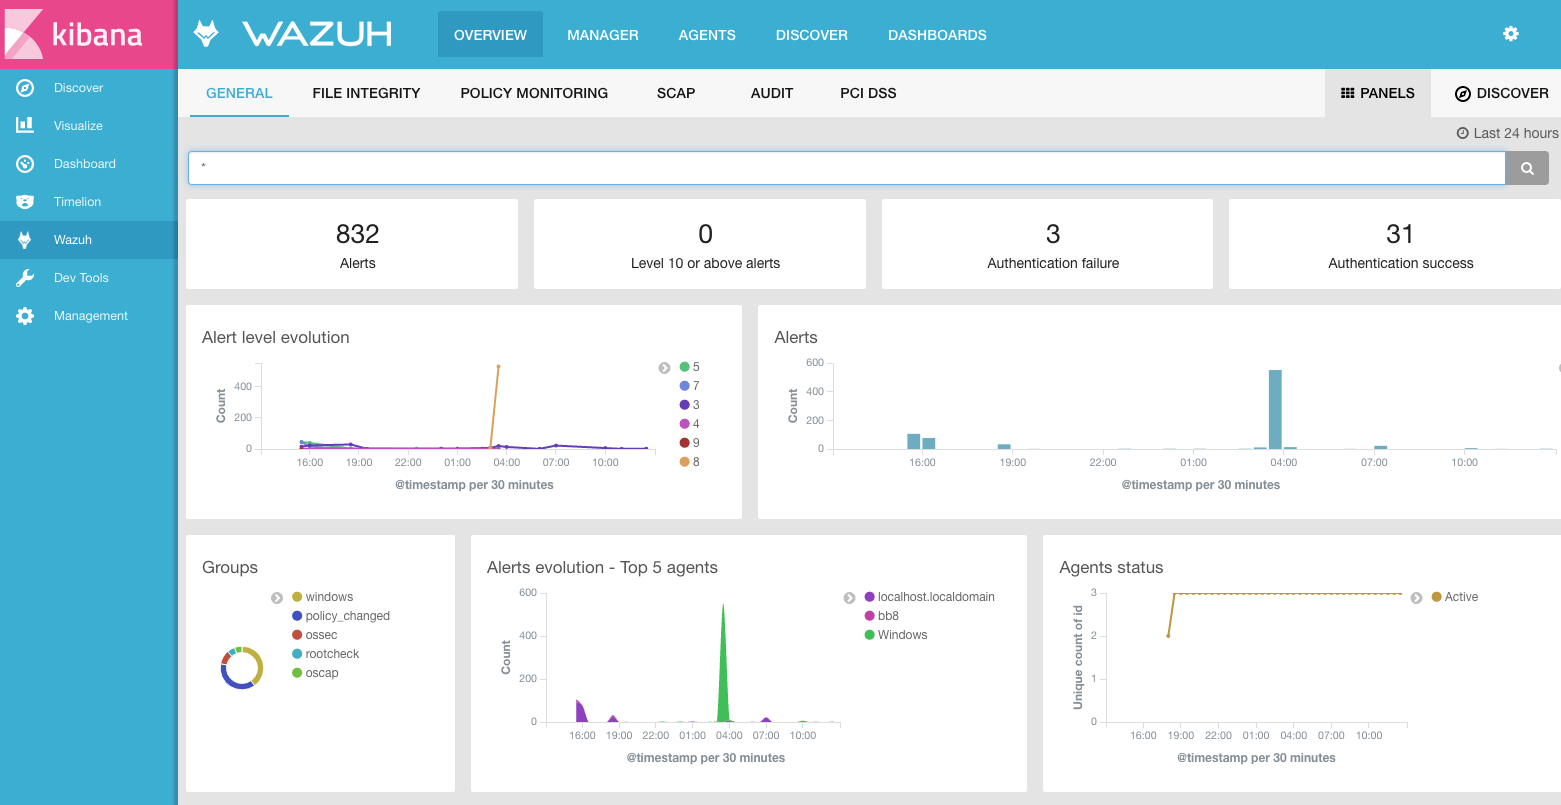 kibana
WAZUH
OVERVIEW MANAGER AGENTS DISCOVER DASHBOARDS
Discover
Visualize
Dashboard
Timelion
Wazuh
Dev Tools
Management
GENERAL FILE INTEGRITY POLICY MONITORING SCAP AUDIT PCI DSS PANELS DISCOVER
Last 24 hours
*
832
Alerts
0
Level 10 or above alerts
3
Authentication failure
31
Authentication success
Alert level evolution
Count
400
200
0
16:00 19:00 22:00 01:00 04:00 07:00 10:00
@timestamp per 30 minutes
5
7
3
4
9
8
Alerts
Count
600
400
200
0
16:00 19:00 22:00 01:00 04:00 07:00 10:00
@timestamp per 30 minutes
Groups
windows
policy_changed
ossec
rootcheck
oscap
Alerts evolution - Top 5 agents
Count
600
400
200
0
16:00 19:00 22:00 01:00 04:00 07:00 10:00
@timestamp per 30 minutes
localhost.localdomain
bb8
Windows
Agents status
Unique count of id
3
2
1
0
16:00 19:00 22:00 01:00 04:00 07:00 10:00
@timestamp per 30 minutes
Active